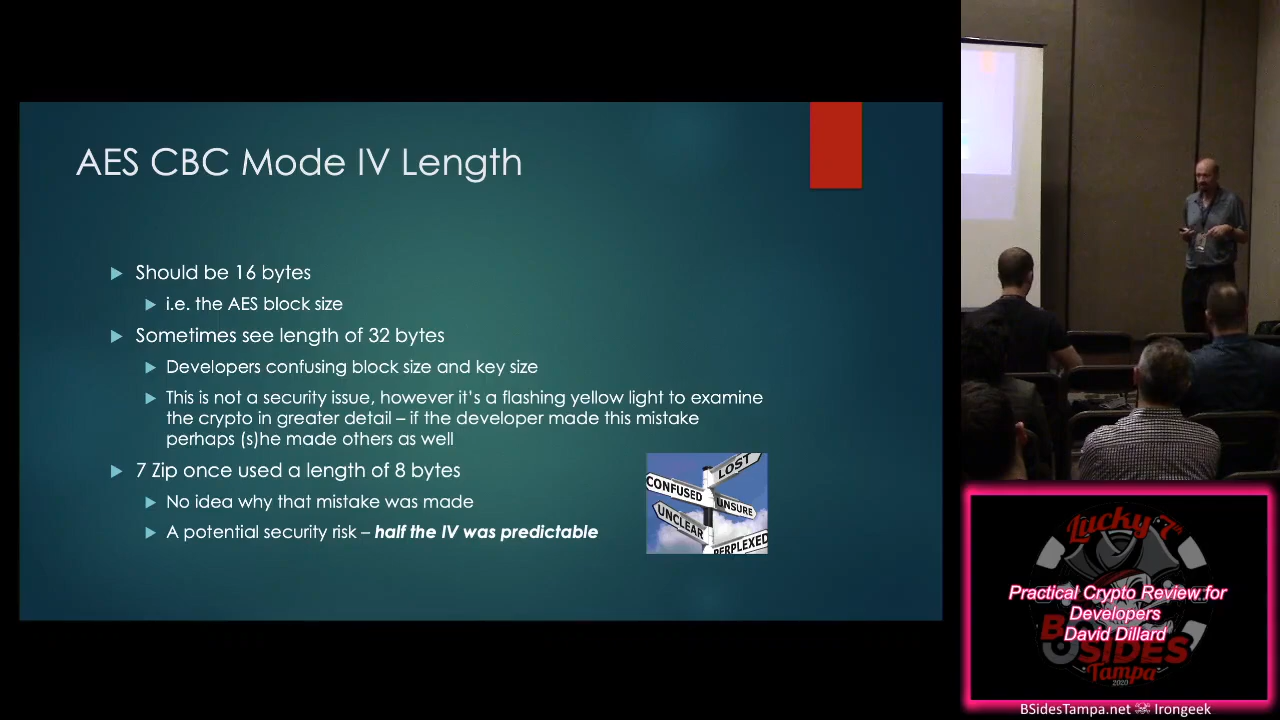 AES CBC Mode IV Length
Should be 16 bytes
i.e. the AES block size
Sometimes see length of 32 bytes
Developers confusing block size and key size
This is not a security issue, however it's a flashing yellow light to examine
the crypto in greater detail – if the developer made this mistake
perhaps (s)he made others as well
7 Zip once used a length of 8 bytes
No idea why that mistake was made
A potential security risk – half the IV was predictable
LOST
CONFUSED
UNSURE
UNCLEAR
PERPLEXED
Lucky 7th
Practical Crypto Review for
Developers
David Dillard
BSIDES
Tampa
2020
BSidesTampa.net Irongeek